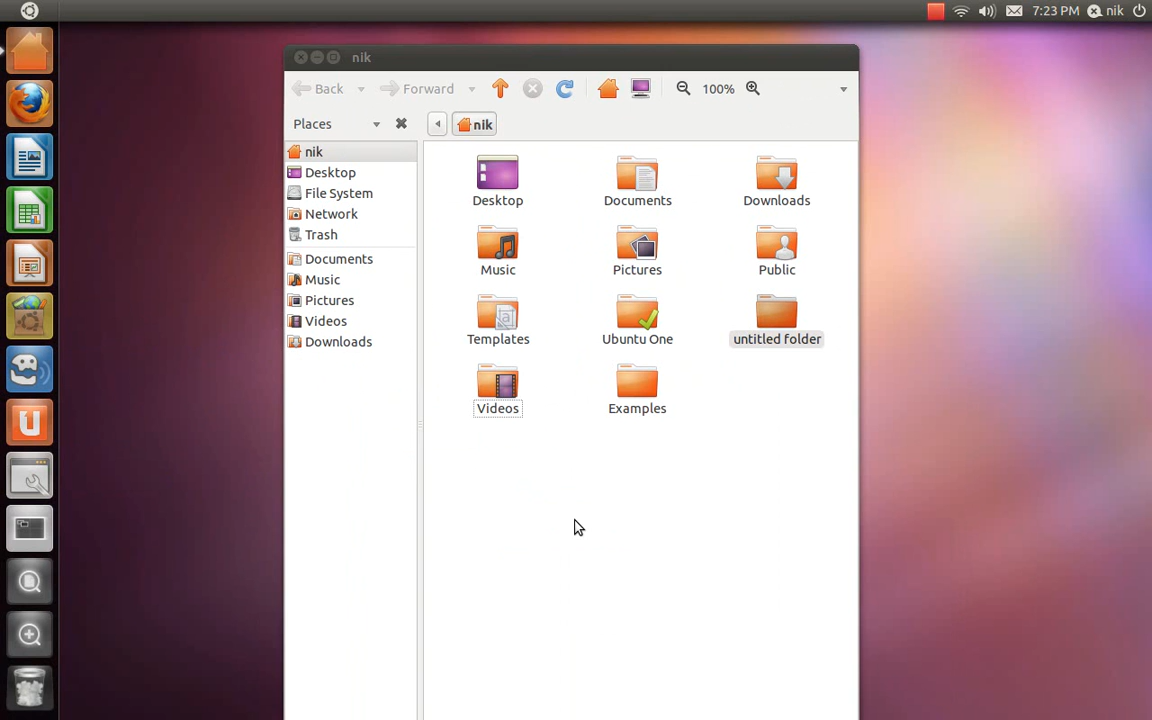 7:23 PM nik
nik
Back Forward 100%
Places nik
nik
Desktop
File System
Network
Trash
Documents
Music
Pictures
Videos
Downloads
Desktop Documents Downloads
Music Pictures Public
Templates Ubuntu One untitled folder
Videos Examples